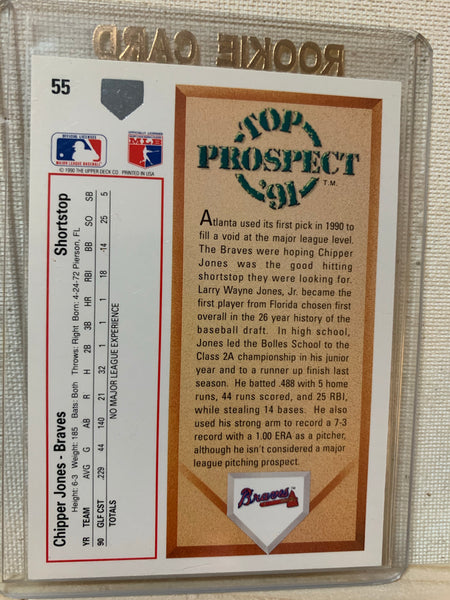 ROOKIE CARD
55
OFFICIAL LICENSEE
MAJOR LEAGUE BASEBALL
MLB
© 1990 THE UPPER DECK CO. PRINTED IN USA
Chipper Jones - Braves Shortstop
Height: 6-3 Weight: 185 Bats: Both Throws: Right Born: 4-24-72 Pierson, FL
YR TEAM AVG G AB R H 2B 3B HR RBI BB SO SB
90 GLF CST .229 44 140 21 32 1 1 1 18 -14 25 5
TOTALS NO MAJOR LEAGUE EXPERIENCE
TOP
PROSPECT
'91
T.M.
Atlanta used its first pick in 1990 to
fill a void at the major league level.
The Braves were hoping Chipper
Jones was the good hitting
shortstop they were looking for.
Larry Wayne Jones, Jr. became the
first player from Florida chosen first
overall in the 26 year history of the
baseball draft. In high school,
Jones led the Bolles School to the
Class 2A championship in his junior
year and to a runner up finish last
season. He batted .488 with 5 home
runs, 44 runs scored, and 25 RBI,
while stealing 14 bases. He also
used his strong arm to record a 7-3
record with a 1.00 ERA as a pitcher,
although he isn't considered a major
league pitching prospect.
Braves